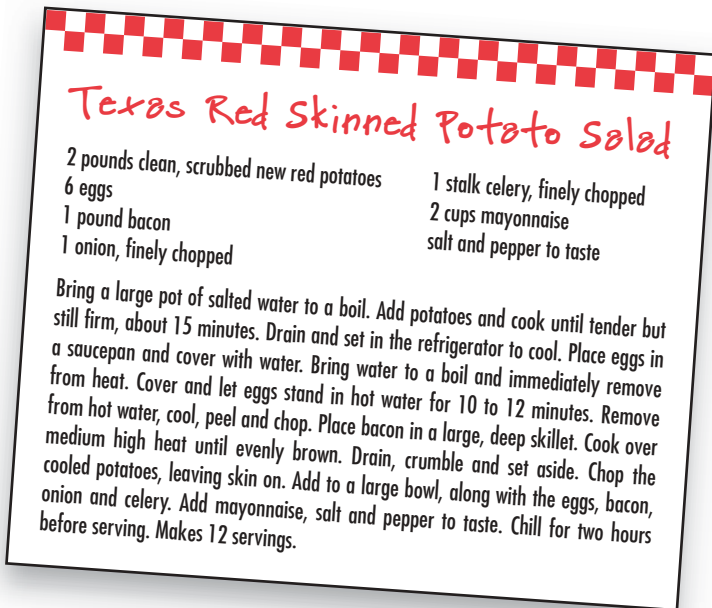 Texas Red Skinned Potato Salad
2 pounds clean, scrubbed new red potatoes
6 eggs
1 pound bacon
1 onion, finely chopped
1 stalk celery, finely chopped
2 cups mayonnaise
salt and pepper to taste
Bring a large pot of salted water to a boil. Add potatoes and cook until tender but
still firm, about 15 minutes. Drain and set in the refrigerator to cool. Place eggs in
a saucepan and cover with water. Bring water to a boil and immediately remove
from heat. Cover and let eggs stand in hot water for 10 to 12 minutes. Remove
from hot water, cool, peel and chop. Place bacon in a large, deep skillet. Cook over
medium high heat until evenly brown. Drain, crumble and set aside. Chop the
cooled potatoes, leaving skin on. Add to a large bowl, along with the eggs, bacon,
onion and celery. Add mayonnaise, salt and pepper to taste. Chill for two hours
before serving. Makes 12 servings.